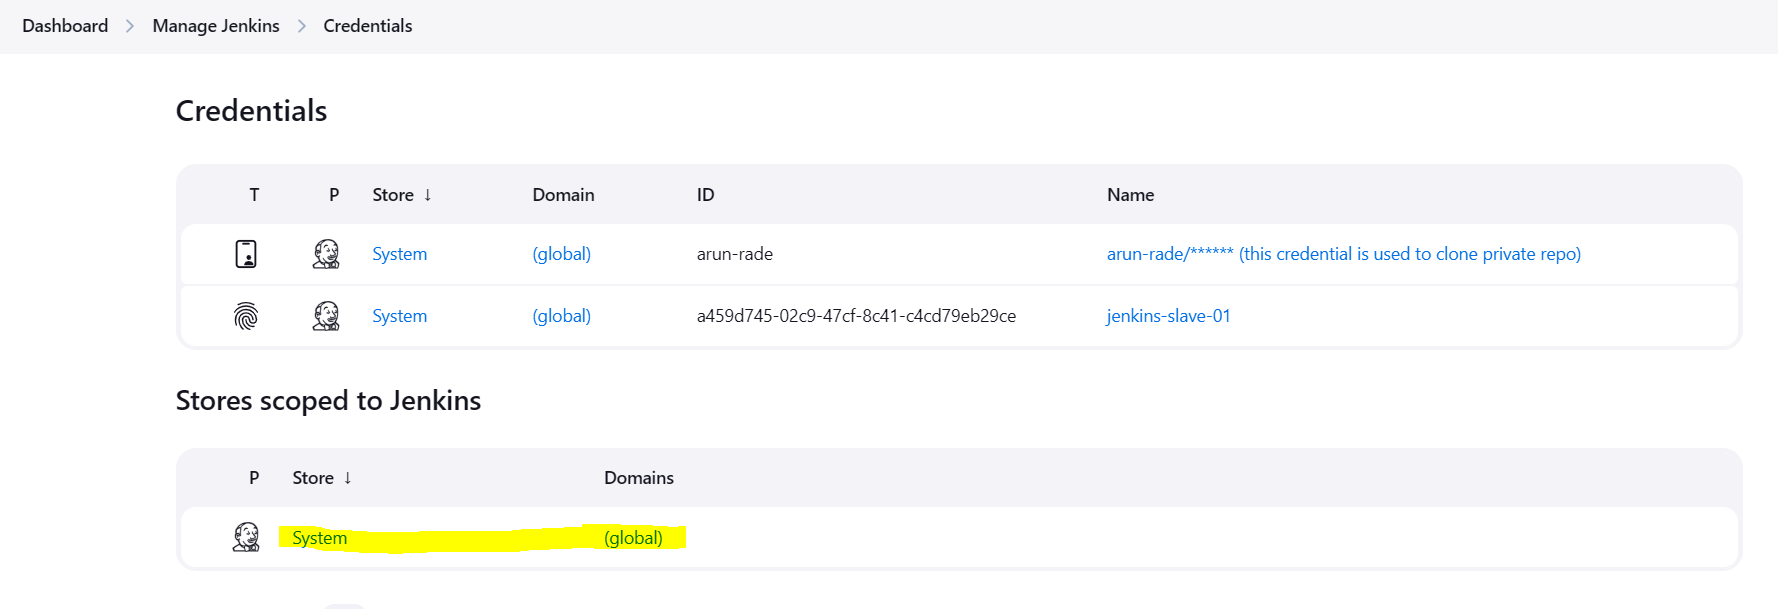 Dashboard > Manage Jenkins > Credentials
Credentials
T P Store ↓ Domain ID Name
System (global) arun-rade arun-rade/****** (this credential is used to clone private repo)
System (global) a459d745-02c9-47cf-8c41-c4cd79eb29ce jenkins-slave-01
Stores scoped to Jenkins
P Store ↓ Domains
System (global)